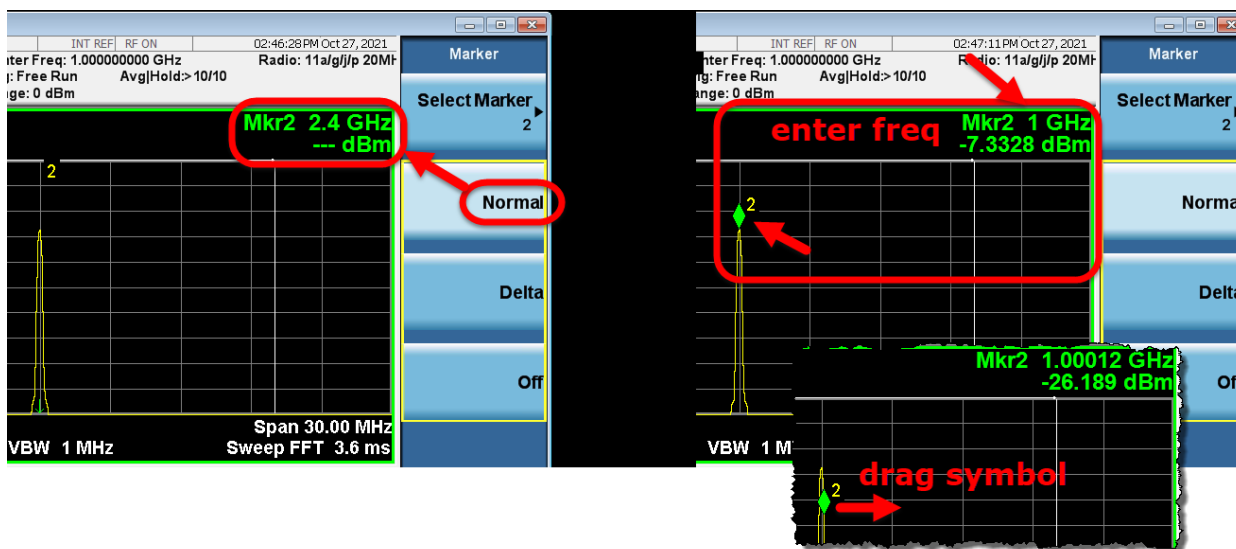 INT REF RF ON 02:46:28 PM Oct 27, 2021
nter Freq: 1.000000000 GHz Radio: 11a/g/j/p 20MH
g: Free Run Avg|Hold:>10/10
nge: 0 dBm
Mkr2 2.4 GHz
--- dBm
2
Span 30.00 MHz
VBW 1 MHz
Sweep FFT 3.6 ms
Marker
Select Marker
2
Normal
Delta
Off
INT REF RF ON 02:47:11 PM Oct 27, 2021
nter Freq: 1.000000000 GHz Radio: 11a/g/j/p 20MH
ig: Free Run Avg|Hold:>10/10
ange: 0 dBm
enter freq
Mkr2 1 GHz
-7.3328 dBm
2
VBW 1 M
Marker
Select Marker
2
Norma
Delta
Of
Mkr2 1.00012 GHz
-26.189 dBm
2
drag symbol